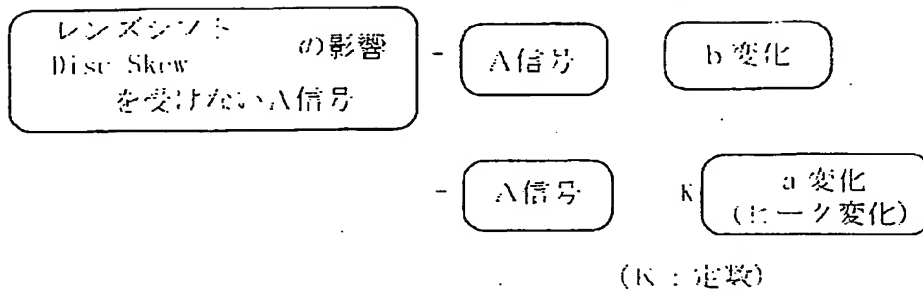 レンズシフト
Disc Skew の影響
を受けないA信号
- A信号 b変化
- A信号 K a変化
(ピーク変化)
(K:定数)